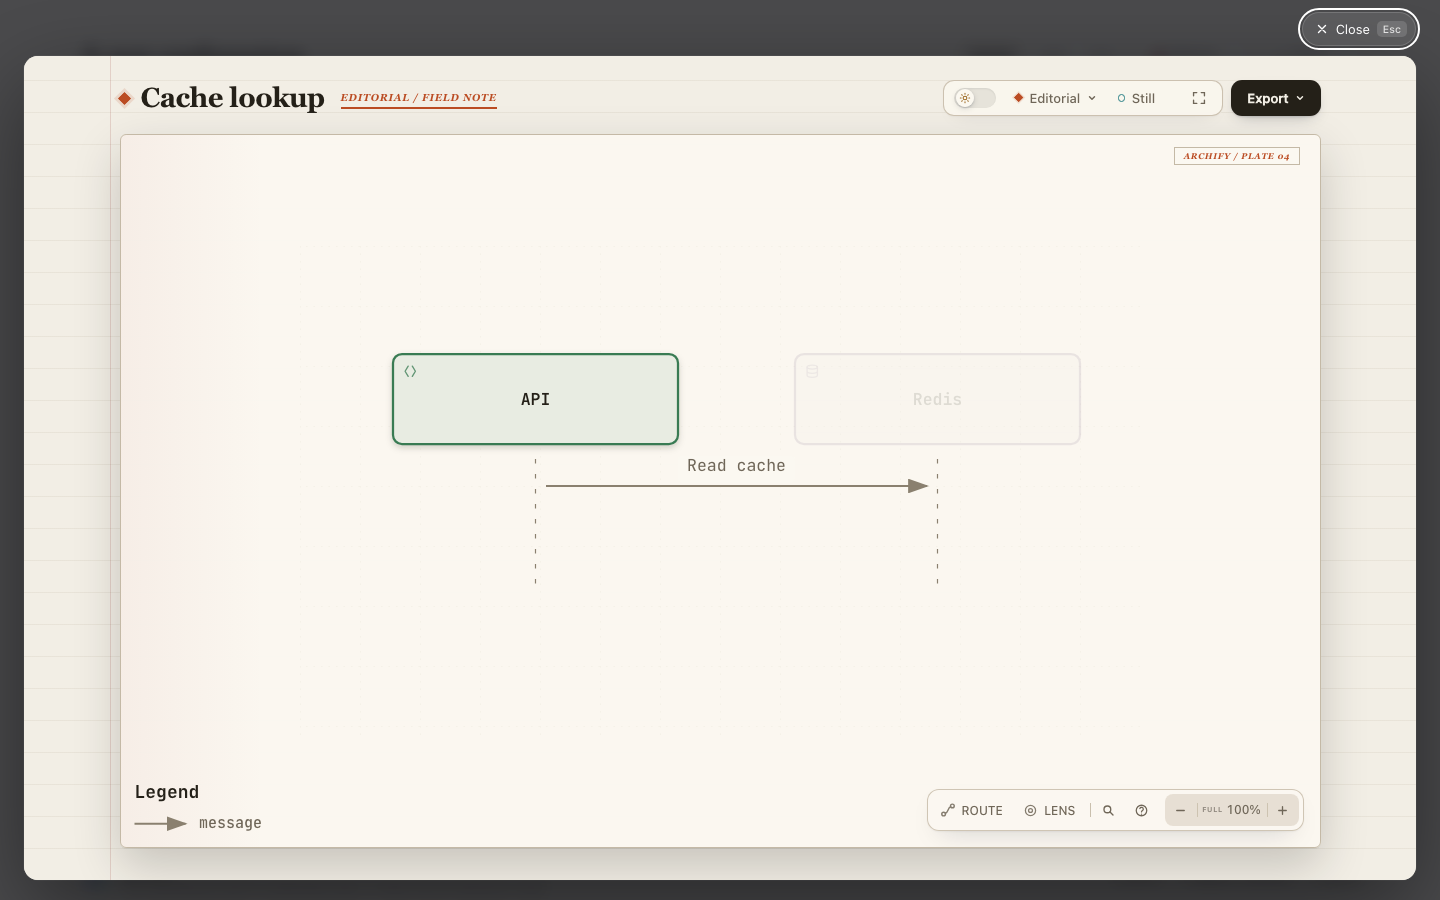 Close Esc
Cache lookup
EDITORIAL / FIELD NOTE
Editorial
Still
Export
ARCHIFY / PLATE 04
API
Redis
Read cache
Legend
message
ROUTE
LENS
FULL 100%